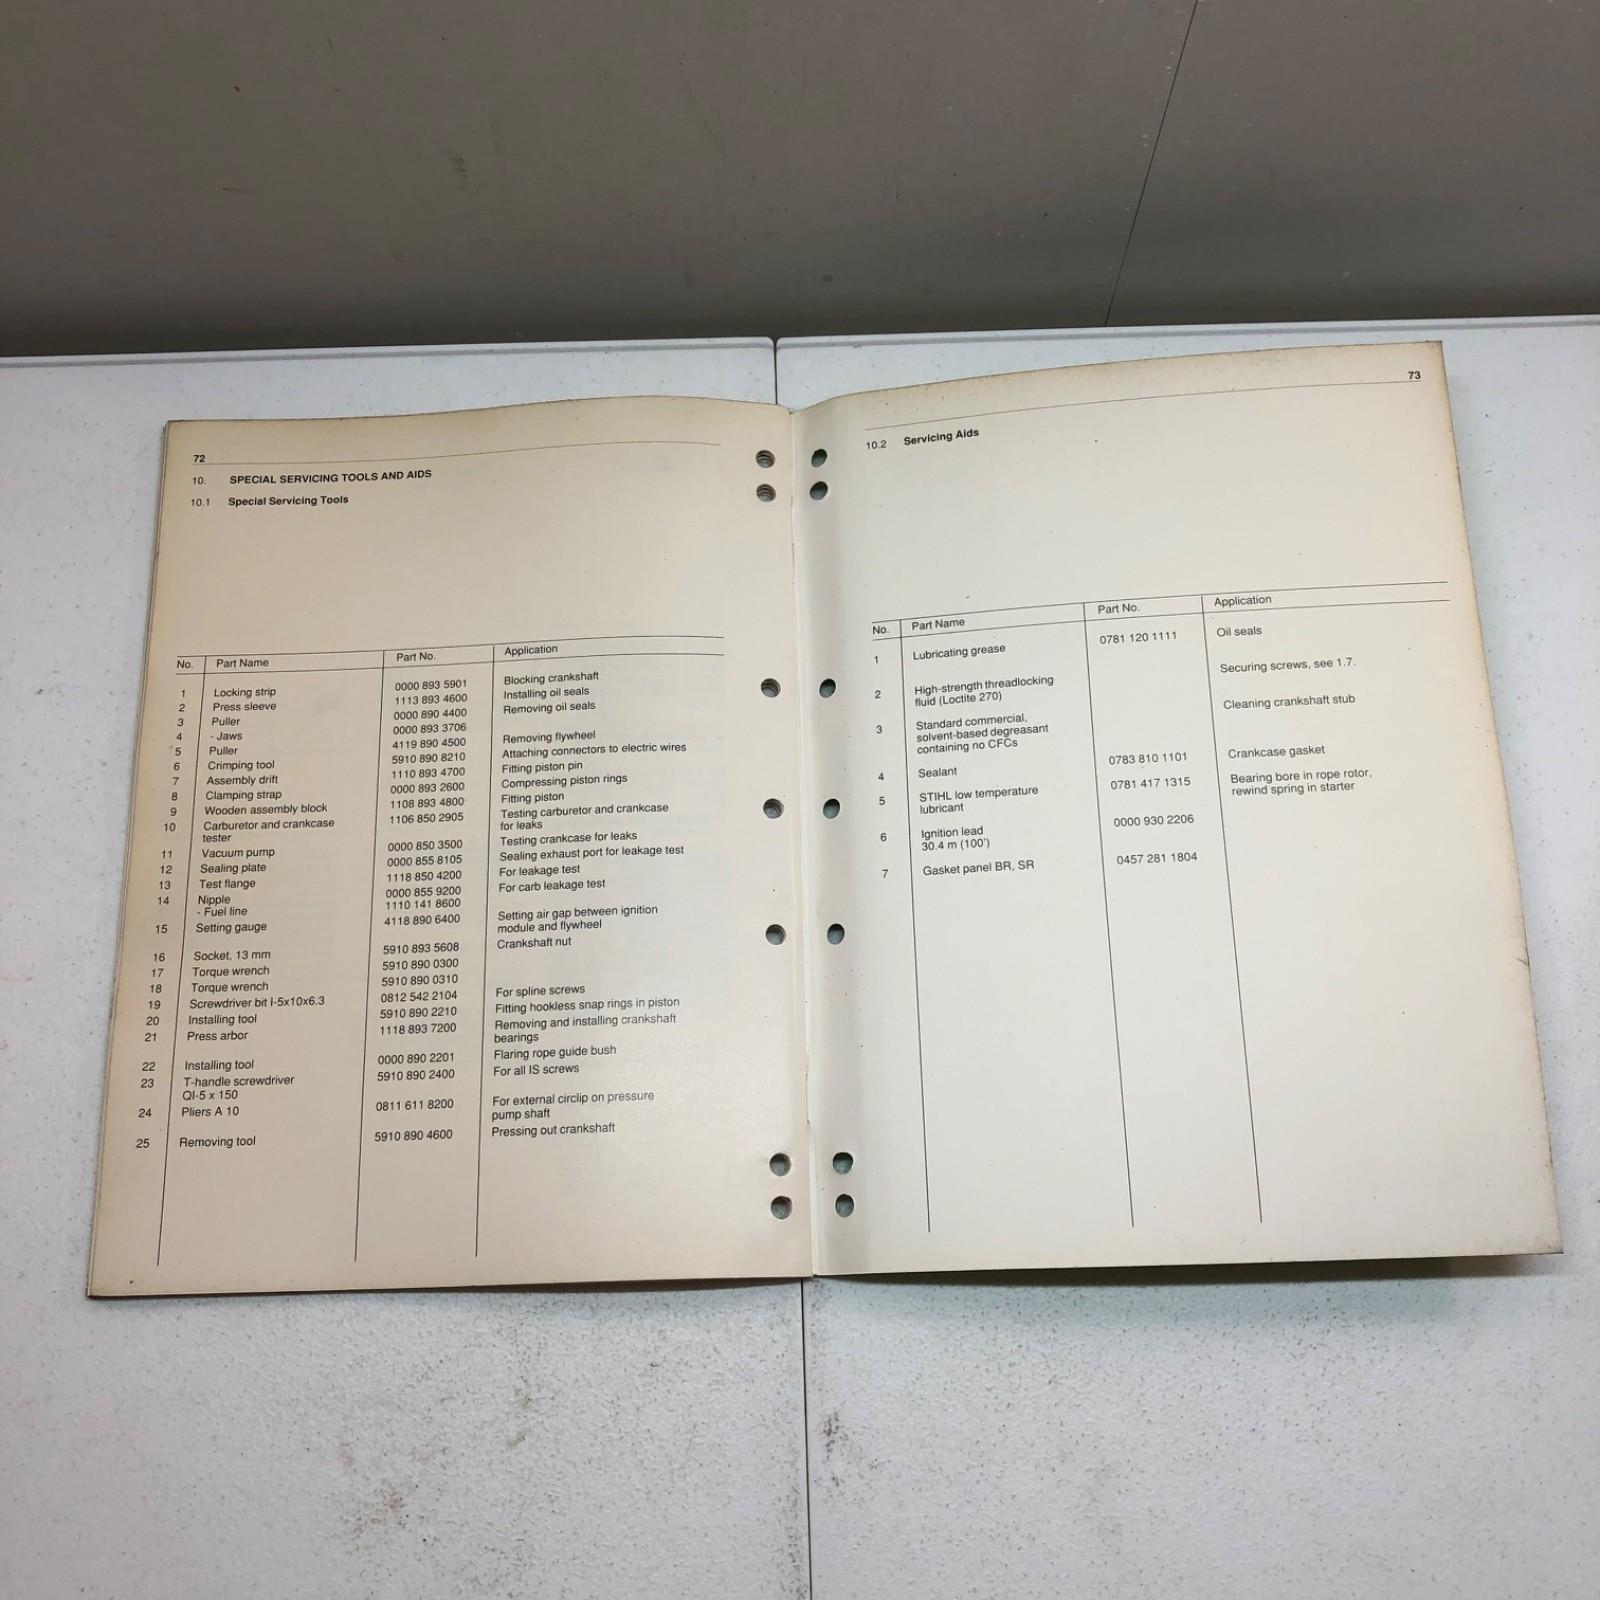 72
10. SPECIAL SERVICING TOOLS AND AIDS
10.1 Special Servicing Tools
No. Part Name Part No. Application
1 Locking strip 0000 893 5901 Blocking crankshaft
2 Press sleeve 1113 893 4600 Installing oil seals
3 Puller 0000 890 4400 Removing oil seals
4 - Jaws 0000 893 3706
5 Puller 4119 890 4500 Removing flywheel
6 Crimping tool 5910 890 8210 Attaching connectors to electric wires
7 Assembly drift 1110 893 4700 Fitting piston pin
8 Clamping strap 0000 893 2600 Compressing piston rings
9 Wooden assembly block 1108 893 4800 Fitting piston
10 Carburetor and crankcase 1106 850 2905 Testing carburetor and crankcase
tester for leaks
11 Vacuum pump 0000 850 3500 Testing crankcase for leaks
12 Sealing plate 0000 855 8105 Sealing exhaust port for leakage test
13 Test flange 1118 850 4200 For leakage test
14 Nipple 0000 855 9200 For carb leakage test
- Fuel line 1110 141 8600
15 Setting gauge 4118 890 6400 Setting air gap between ignition
module and flywheel
16 Socket, 13 mm 5910 893 5608 Crankshaft nut
17 Torque wrench 5910 890 0300
18 Torque wrench 5910 890 0310
19 Screwdriver bit I-5x10x6.3 0812 542 2104 For spline screws
20 Installing tool 5910 890 2210 Fitting hookless snap rings in piston
21 Press arbor 1118 893 7200 Removing and installing crankshaft
bearings
22 Installing tool 0000 890 2201 Flaring rope guide bush
23 T-handle screwdriver 5910 890 2400 For all IS screws
QI-5 x 150
24 Pliers A 10 0811 611 8200 For external circlip on pressure
pump shaft
25 Removing tool 5910 890 4600 Pressing out crankshaft
73
10.2 Servicing Aids
No. Part Name Part No. Application
1 Lubricating grease 0781 120 1111 Oil seals
2 High-strength threadlocking Securing screws, see 1.7.
fluid (Loctite 270)
3 Standard commercial, Cleaning crankshaft stub
solvent-based degreasant
containing no CFCs
4 Sealant 0783 810 1101 Crankcase gasket
5 STIHL low temperature 0781 417 1315 Bearing bore in rope rotor,
lubricant rewind spring in starter
6 Ignition lead 0000 930 2206
30.4 m (100')
7 Gasket panel BR, SR 0457 281 1804